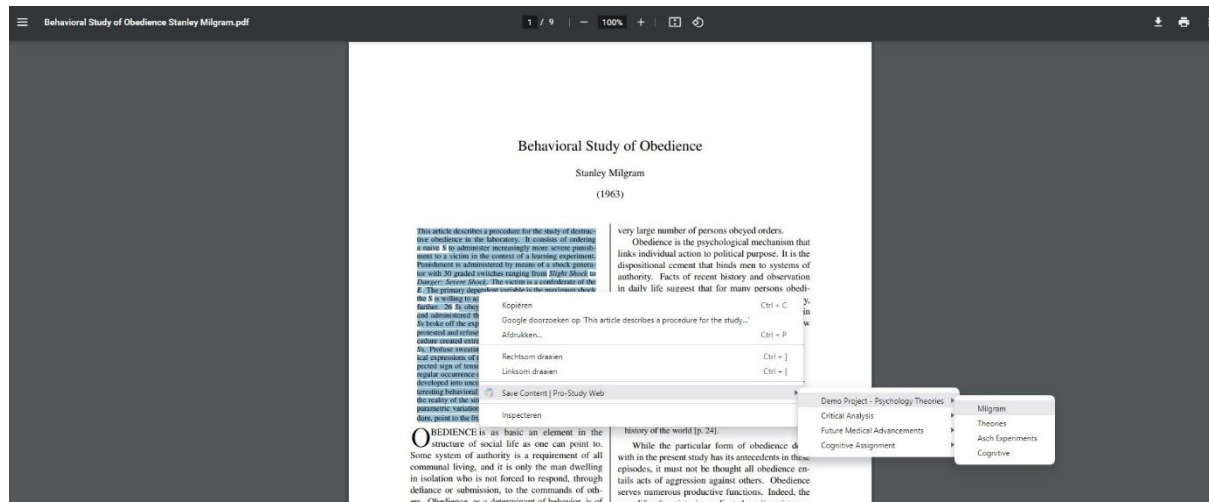 Behavioral Study of Obedience Stanley Milgram.pdf
1 / 9
100%
Behavioral Study of Obedience
Stanley Milgram
(1963)
This article describes a procedure for the study of destruc-
tive obedience in the laboratory. It consists of ordering
a naive S to administer increasingly more severe punish-
ment to a victim in the context of a learning experiment.
Punishment is administered by means of a shock genera-
tor with 30 graded switches ranging from Slight Shock to
Danger: Severe Shock. The victim is a confederate of the
E. The primary dependent variable is the maximum shock
the S is willing to
further. 26 Ss obey
and administered
Ss broke off the
protested and
cedure created
Ss. Profuse
ical expressions of
pected sign of
regular occurrence
developed into
teresting behavioral
the reality of the
parametric
dure, point to the
OBEDIENCE is as basic an element in the
structure of social life as one can point to.
Some system of authority is a requirement of all
communal living, and it is only the man dwelling
in isolation who is not forced to respond, through
defiance or submission, to the commands of oth-
ers. Obedience, as a determinant of behavior, is of
very large number of persons obeyed orders.
Obedience is the psychological mechanism that
links individual action to political purpose. It is the
dispositional cement that binds men to systems of
authority. Facts of recent history and observation
in daily life suggest that for many persons obedi-
history of the world [p. 24].
While the particular form of obedience
with in the present study has its antecedents in these
episodes, it must not be thought all obedience en-
tails acts of aggression against others. Obedience
serves numerous productive functions. Indeed, the
Kopiëren Ctrl + C
Google doorzoeken op 'This article describes a procedure for the study...'
Afdrukken... Ctrl + P
Rechtsom draaien Ctrl + ]
Linksom draaien Ctrl + [
Save Content | Pro-Study Web
Inspecteren
Demo Project - Psychology Theories
Critical Analysis
Future Medical Advancements
Cognitive Assignment
Milgram
Theories
Asch Experiments
Cognitive